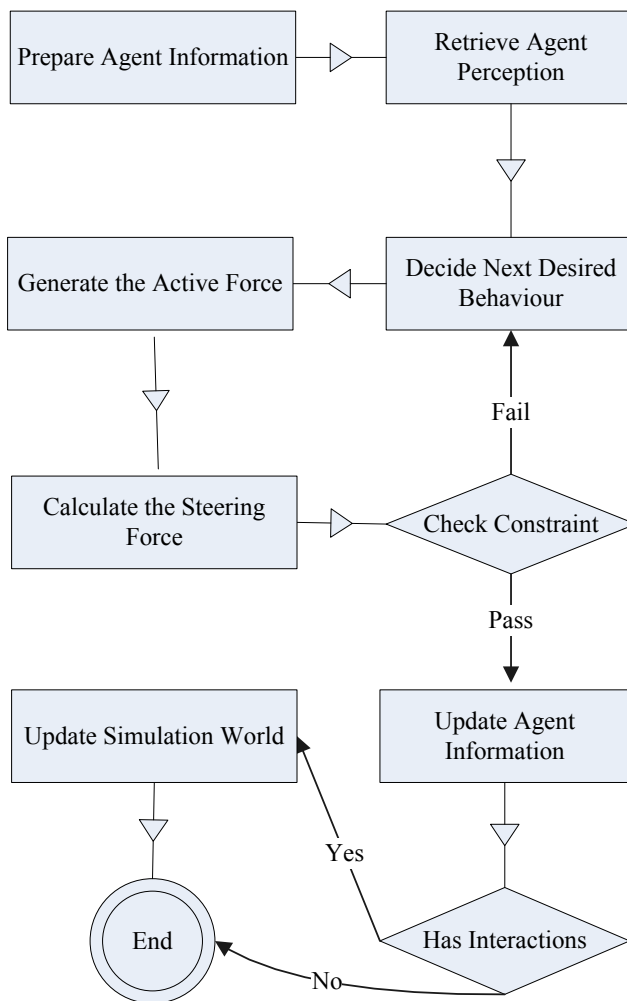 Prepare Agent Information
Retrieve Agent
Perception
Generate the Active Force
Decide Next Desired
Behaviour
Fail
Calculate the Steering
Force
Check Constraint
Pass
Update Simulation World
Update Agent
Information
Yes
End
Has Interactions
No